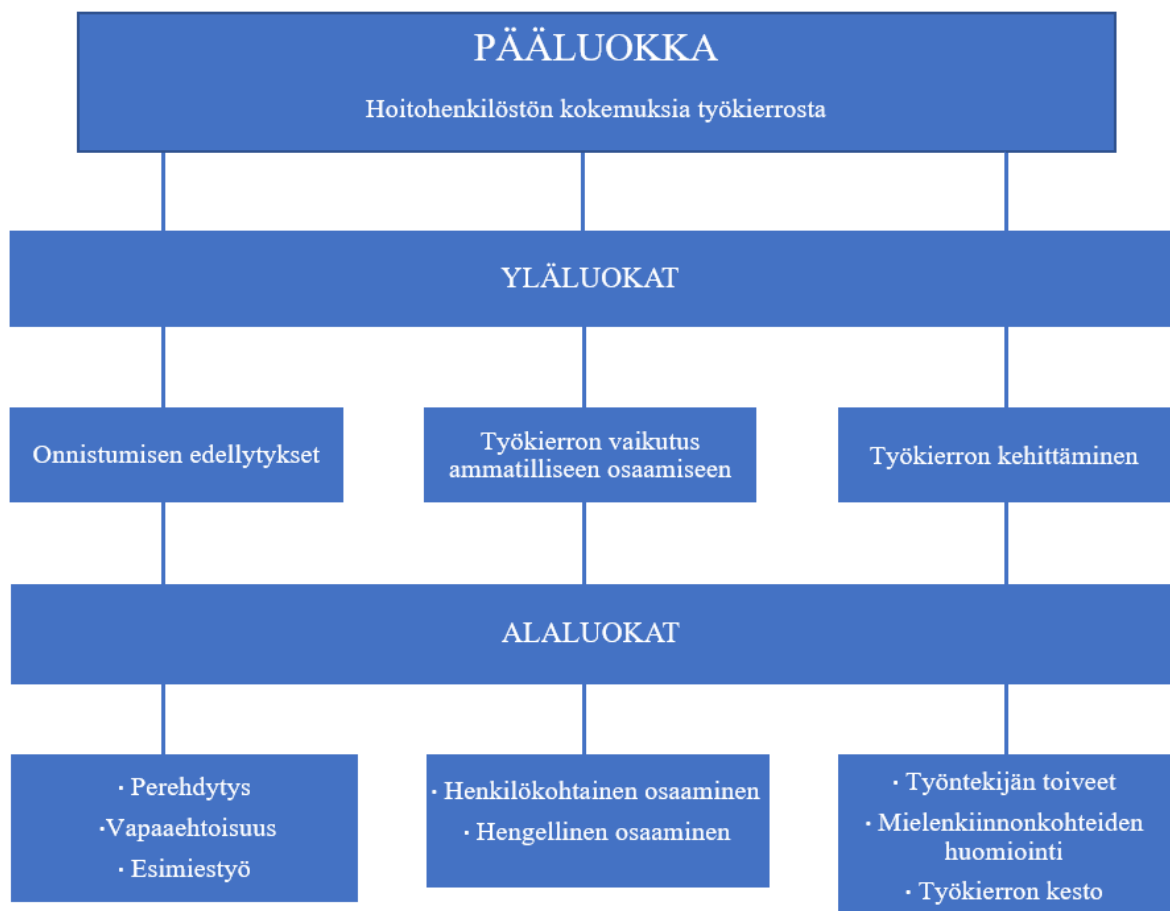 PÄÄLUOKKA
Hoitohenkilöstön kokemuksia työkierrosta
YLÄLUOKAT
Onnistumisen edellytykset
Työkierron vaikutus
ammatilliseen osaamiseen
Työkierron kehittäminen
ALALUOKAT
· Perehdytys
·Vapaaehtoisuus
· Esimiestyö
· Henkilökohtainen osaaminen
· Hengellinen osaaminen
· Työntekijän toiveet
· Mielenkiinnonkohteiden
huomiointi
· Työkierron kesto